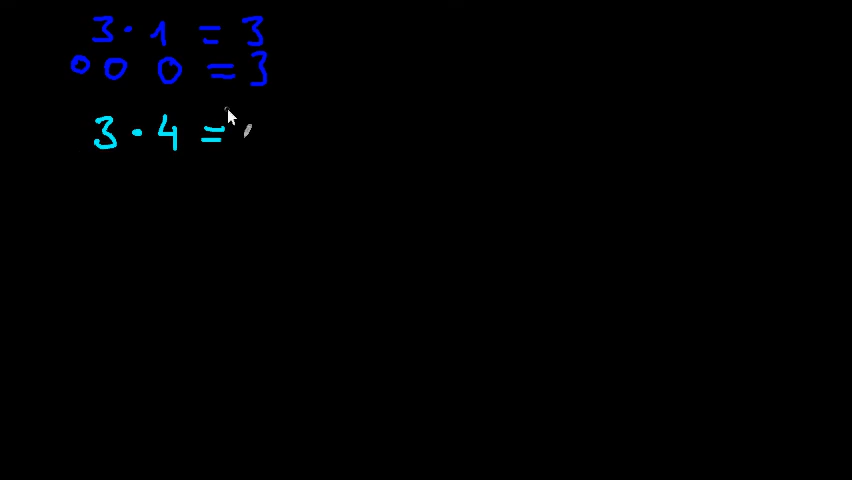 3 · 1 = 3
o o o = 3
3 · 4 =